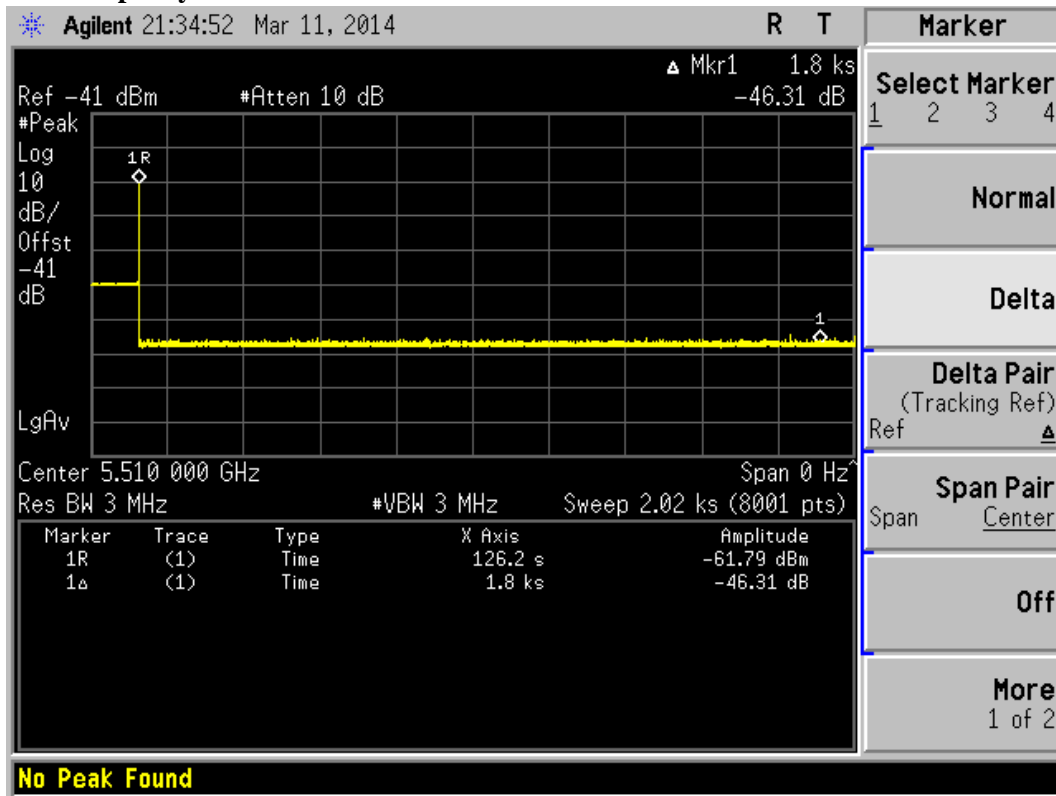 Agilent 21:34:52 Mar 11, 2014 R T
Δ Mkr1 1.8 ks
Ref -41 dBm #Atten 10 dB -46.31 dB
#Peak
Log
10
dB/
Offst
-41
dB
1R
1
LgAv
Center 5.510 000 GHz Span 0 Hz^
Res BW 3 MHz #VBW 3 MHz Sweep 2.02 ks (8001 pts)
Marker Trace Type X Axis Amplitude
1R (1) Time 126.2 s -61.79 dBm
1Δ (1) Time 1.8 ks -46.31 dB
No Peak Found
Marker
Select Marker
1 2 3 4
Normal
Delta
Delta Pair
(Tracking Ref)
Ref Δ
Span Pair
Span Center
Off
More
1 of 2